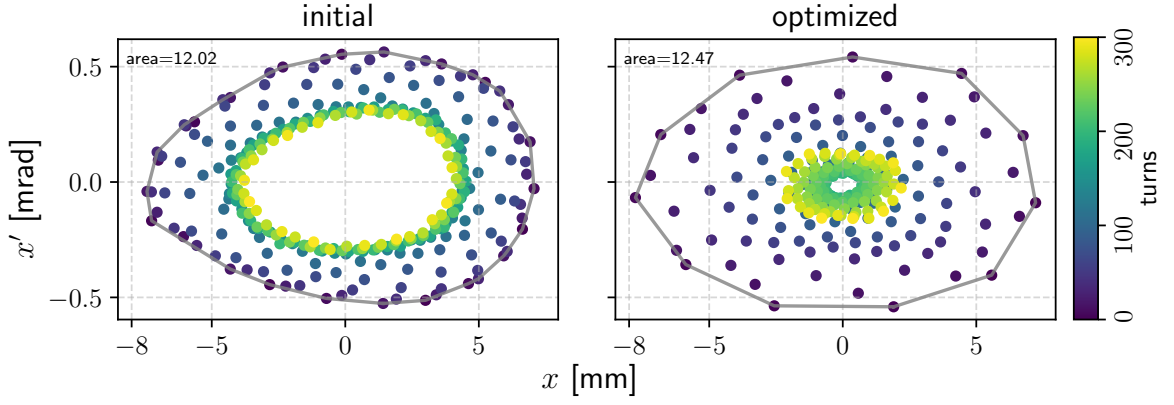 initial
optimized
area=12.02
area=12.47
0.5
0.0
−0.5
x′ [mrad]
−8 −5 0 5
−8 −5 0 5
x [mm]
300
200
100
0
turns